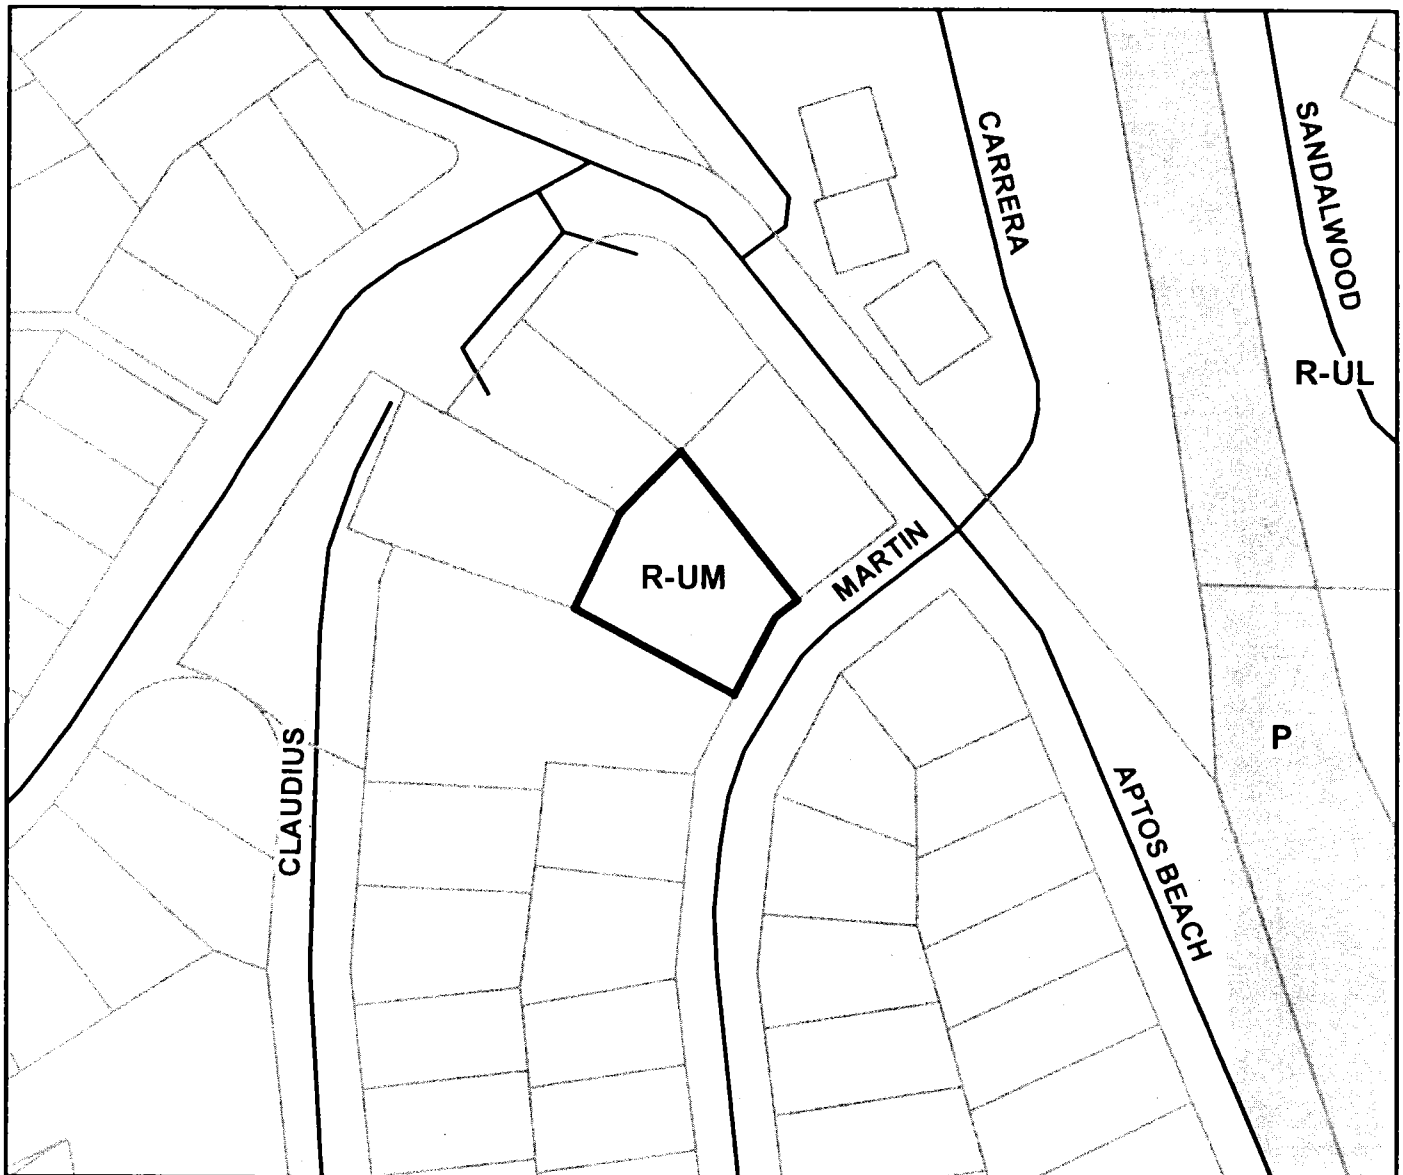 CARRERA
SANDALWOOD
R-UL
MARTIN
R-UM
P
CLAUDIUS
APTOS BEACH